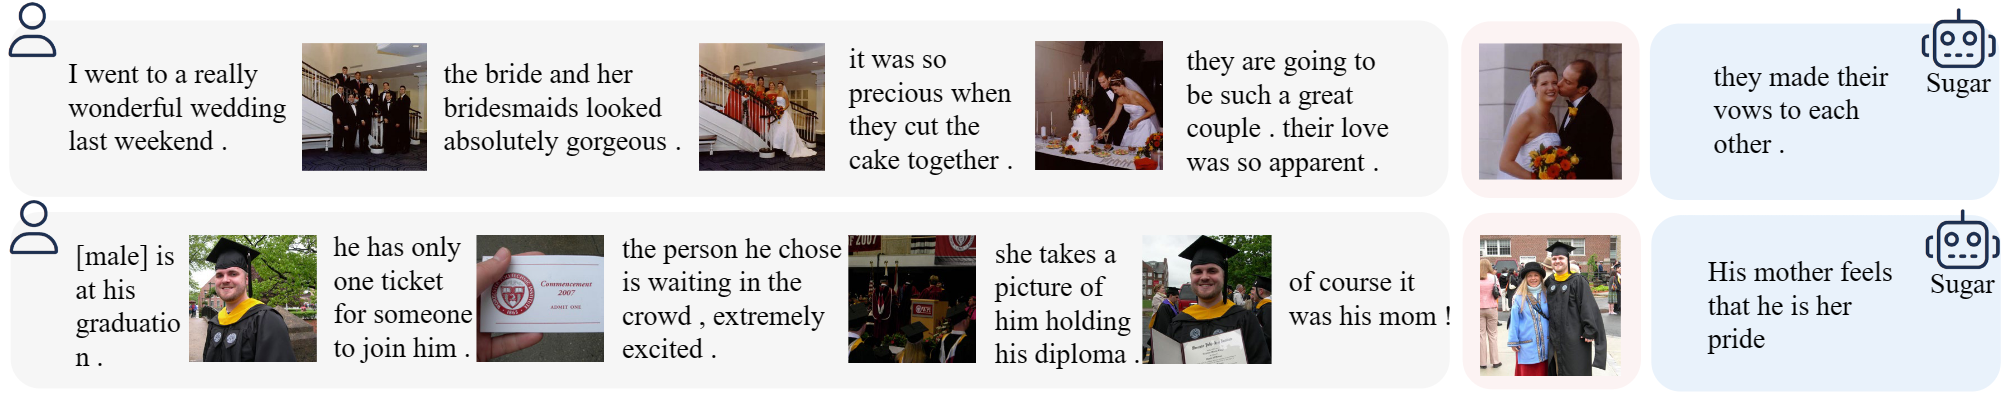 I went to a really
wonderful wedding
last weekend .
the bride and her
bridesmaids looked
absolutely gorgeous .
it was so
precious when
they cut the
cake together .
they are going to
be such a great
couple . their love
was so apparent .
Sugar
they made their
vows to each
other .
[male] is
at his
graduatio
n .
he has only
one ticket
for someone
to join him .
Commencement
2007
ADMIT ONE
the person he chose
is waiting in the
crowd , extremely
excited .
OF 2007
she takes a
picture of
him holding
his diploma .
of course it
was his mom !
Sugar
His mother feels
that he is her
pride